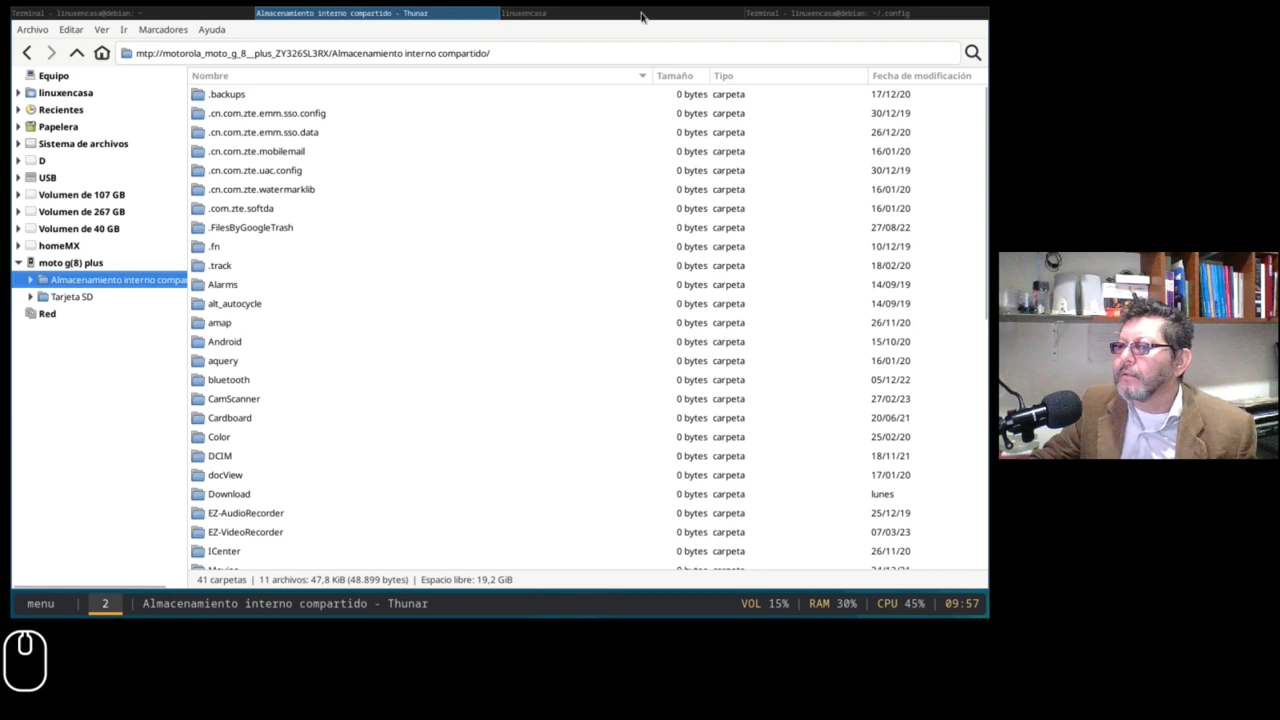 Terminal - linuxencasa@debian: ~
Almacenamiento interno compartido - Thunar
linuxencasa
Terminal - linuxencasa@debian: ~/.config
Archivo Editar Ver Ir Marcadores Ayuda
mtp://motorola_moto_g_8__plus_ZY326SL3RX/Almacenamiento interno compartido/
Equipo
linuxencasa
Recientes
Papelera
Sistema de archivos
D
USB
Volumen de 107 GB
Volumen de 267 GB
Volumen de 40 GB
homeMX
moto g(8) plus
Almacenamiento interno compar
Tarjeta SD
Red
Nombre Tamaño Tipo Fecha de modificación
.backups 0 bytes carpeta 17/12/20
.cn.com.zte.emm.sso.config 0 bytes carpeta 30/12/19
.cn.com.zte.emm.sso.data 0 bytes carpeta 26/12/20
.cn.com.zte.mobilemail 0 bytes carpeta 16/01/20
.cn.com.zte.uac.config 0 bytes carpeta 30/12/19
.cn.com.zte.watermarklib 0 bytes carpeta 16/01/20
.com.zte.softda 0 bytes carpeta 16/01/20
.FilesByGoogleTrash 0 bytes carpeta 27/08/22
.fn 0 bytes carpeta 10/12/19
.track 0 bytes carpeta 18/02/20
Alarms 0 bytes carpeta 14/09/19
alt_autocycle 0 bytes carpeta 14/09/19
amap 0 bytes carpeta 26/11/20
Android 0 bytes carpeta 15/10/20
aquery 0 bytes carpeta 16/01/20
bluetooth 0 bytes carpeta 05/12/22
CamScanner 0 bytes carpeta 27/02/23
Cardboard 0 bytes carpeta 20/06/21
Color 0 bytes carpeta 25/02/20
DCIM 0 bytes carpeta 18/11/21
docView 0 bytes carpeta 17/01/20
Download 0 bytes carpeta lunes
EZ-AudioRecorder 0 bytes carpeta 25/12/19
EZ-VideoRecorder 0 bytes carpeta 07/03/23
ICenter 0 bytes carpeta 26/11/20
41 carpetas | 11 archivos: 47,8 KiB (48.899 bytes) | Espacio libre: 19,2 GiB
menu | 2 | Almacenamiento interno compartido - Thunar VOL 15% | RAM 30% | CPU 45% | 09:57